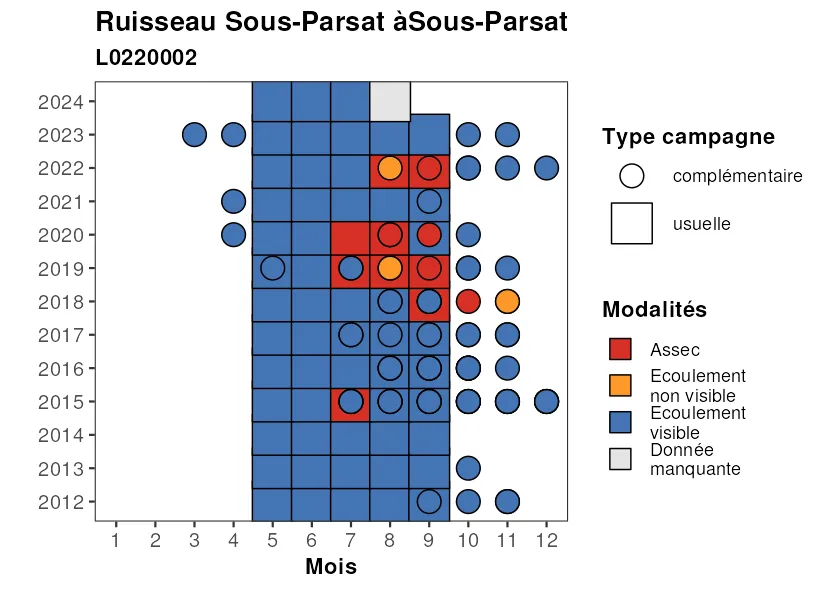 Ruisseau Sous-Parsat àSous-Parsat
L0220002
2024
2023
2022
2021
2020
2019
2018
2017
2016
2015
2014
2013
2012
1 2 3 4 5 6 7 8 9 10 11 12
Mois
Type campagne
complémentaire
usuelle
Modalités
Assec
Ecoulement
non visible
Ecoulement
visible
Donnée
manquante